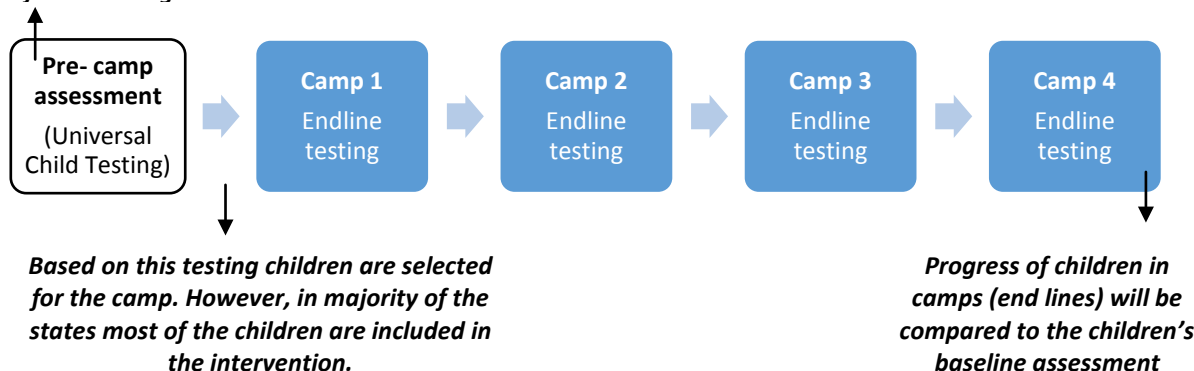 Pre- camp
assessment
(Universal
Child Testing)
Camp 1
Endline
testing
Camp 2
Endline
testing
Camp 3
Endline
testing
Camp 4
Endline
testing
Based on this testing children are selected
for the camp. However, in majority of the
states most of the children are included in
the intervention.
Progress of children in
camps (end lines) will be
compared to the children’s
baseline assessment